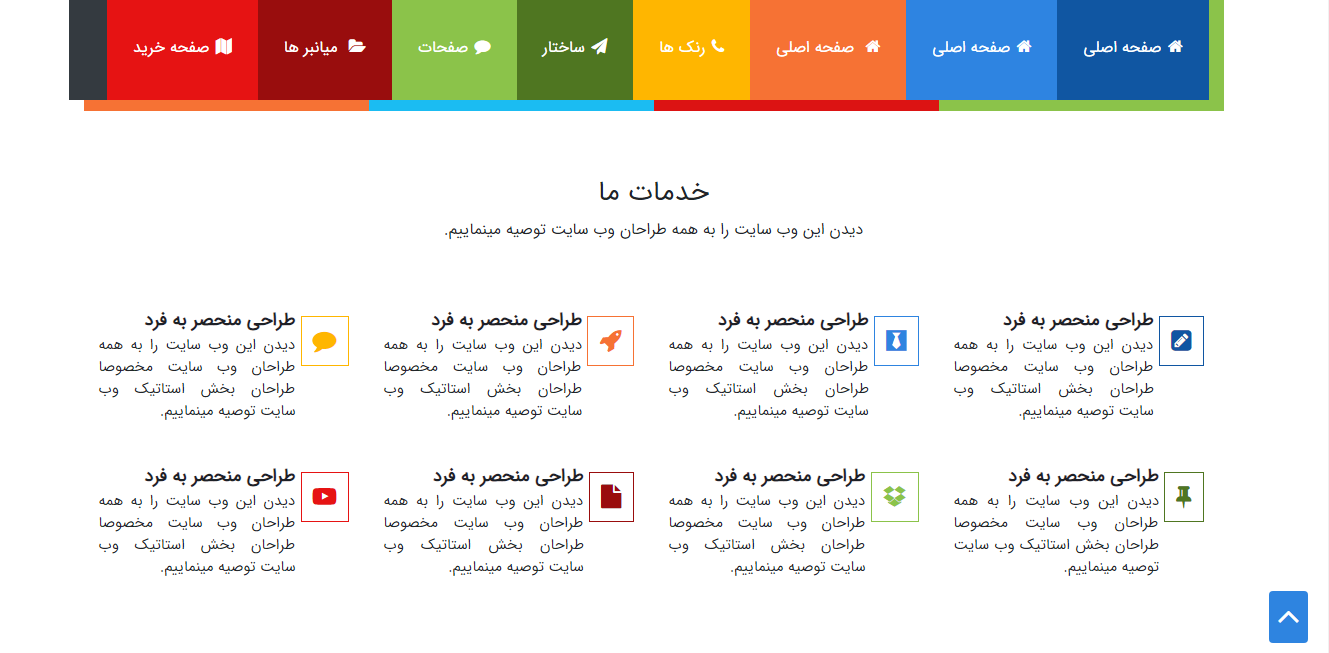 صفحه اصلی
صفحه اصلی
صفحه اصلی
رنک ها
ساختار
صفحات
میانبر ها
صفحه خرید
خدمات ما
دیدن این وب سایت را به همه طراحان وب سایت توصیه مینماییم.
طراحی منحصر به فرد
دیدن این وب سایت را به همه
طراحان وب سایت مخصوصا
طراحان بخش استاتیک وب
سایت توصیه مینماییم.
طراحی منحصر به فرد
دیدن این وب سایت را به همه
طراحان وب سایت مخصوصا
طراحان بخش استاتیک وب
سایت توصیه مینماییم.
طراحی منحصر به فرد
دیدن این وب سایت را به همه
طراحان وب سایت مخصوصا
طراحان بخش استاتیک وب
سایت توصیه مینماییم.
طراحی منحصر به فرد
دیدن این وب سایت را به همه
طراحان وب سایت مخصوصا
طراحان بخش استاتیک وب
سایت توصیه مینماییم.
طراحی منحصر به فرد
دیدن این وب سایت را به همه
طراحان وب سایت مخصوصا
طراحان بخش استاتیک وب سایت
توصیه مینماییم.
طراحی منحصر به فرد
دیدن این وب سایت را به همه
طراحان وب سایت مخصوصا
طراحان بخش استاتیک وب
سایت توصیه مینماییم.
طراحی منحصر به فرد
دیدن این وب سایت را به همه
طراحان وب سایت مخصوصا
طراحان بخش استاتیک وب
سایت توصیه مینماییم.
طراحی منحصر به فرد
دیدن این وب سایت را به همه
طراحان وب سایت مخصوصا
طراحان بخش استاتیک وب
سایت توصیه مینماییم.